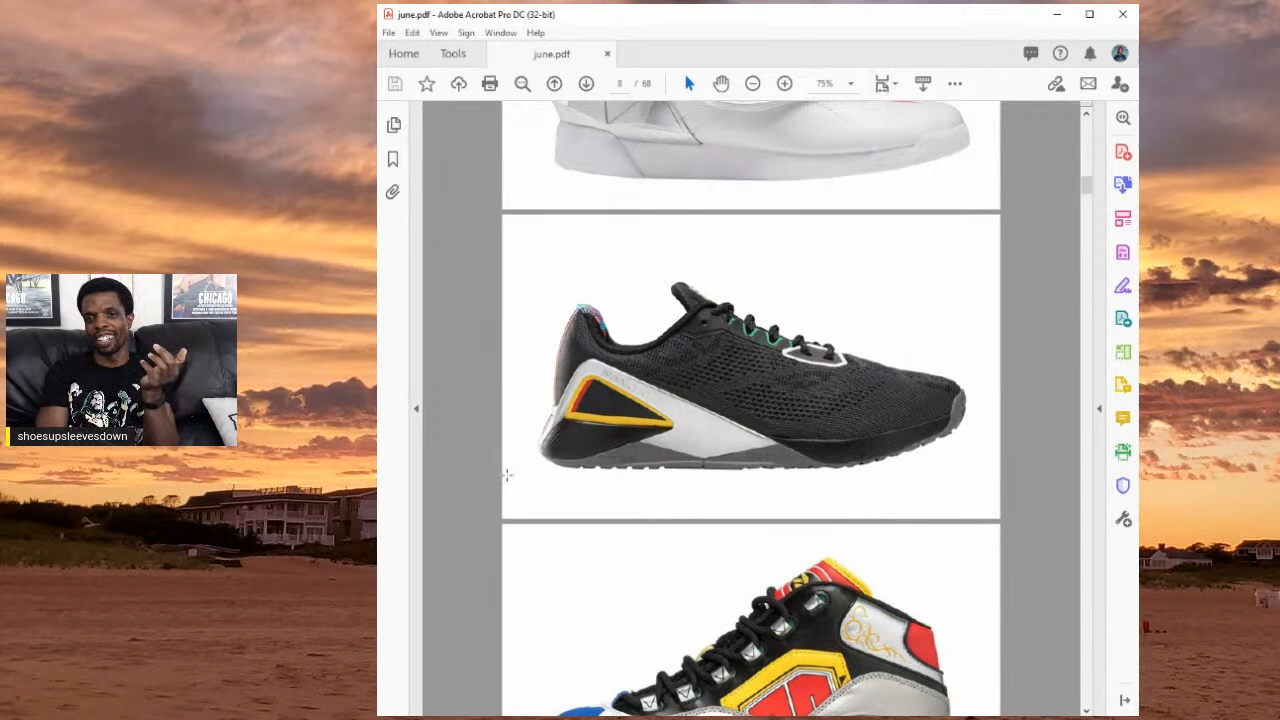 june.pdf - Adobe Acrobat Pro DC (32-bit)
File Edit View Sign Window Help
Home Tools june.pdf
8 / 68 75%
CHICAGO
shoesupsleevesdown